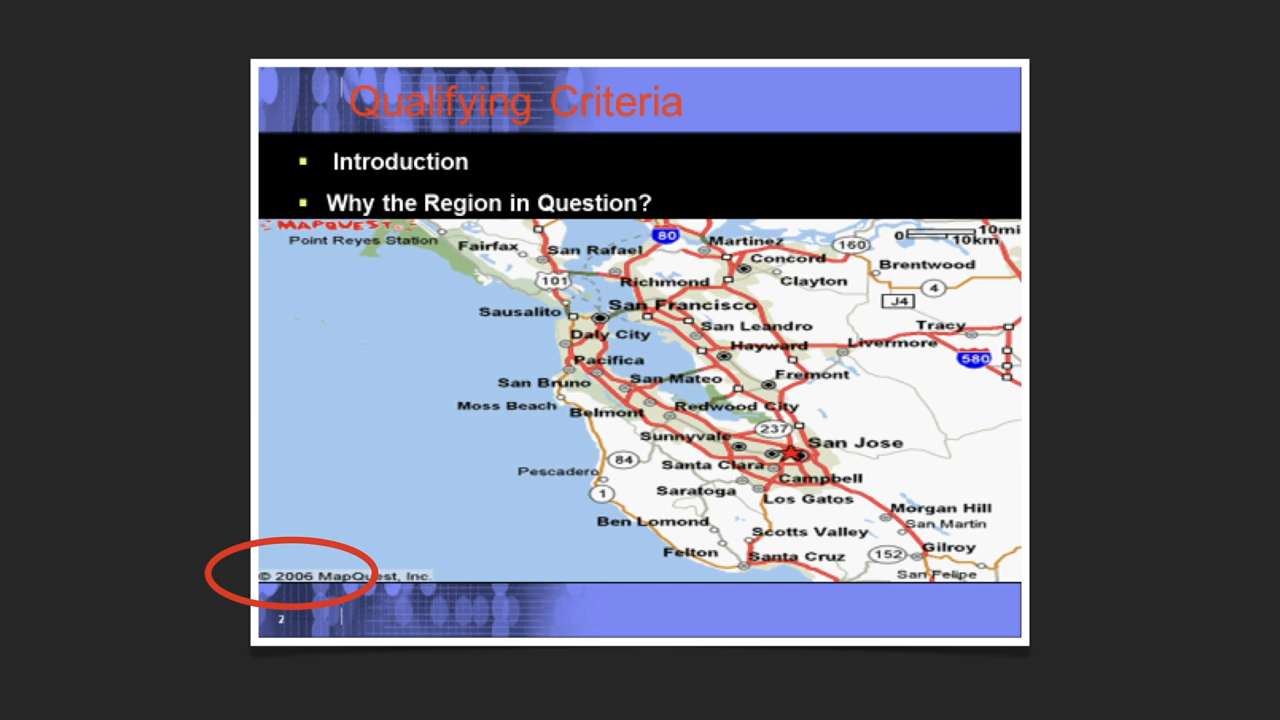 Qualifying Criteria
Introduction
Why the Region in Question?
MAPQUEST
Point Reyes Station
Fairfax
San Rafael
80
Martinez
160
0 10mi
10km
Concord
Brentwood
101
Richmond
Clayton
4
J4
Sausalito
San Francisco
San Leandro
Tracy
Daly City
Hayward
Livermore
580
Pacifica
San Bruno
San Mateo
Fremont
Moss Beach
Belmont
Redwood City
237
Sunnyvale
San Jose
84
Santa Clara
Pescadero
Campbell
1
Saratoga
Los Gatos
Morgan Hill
Ben Lomond
San Martin
Scotts Valley
Felton
Santa Cruz
152
Gilroy
San Felipe
© 2006 MapQuest, Inc.
2